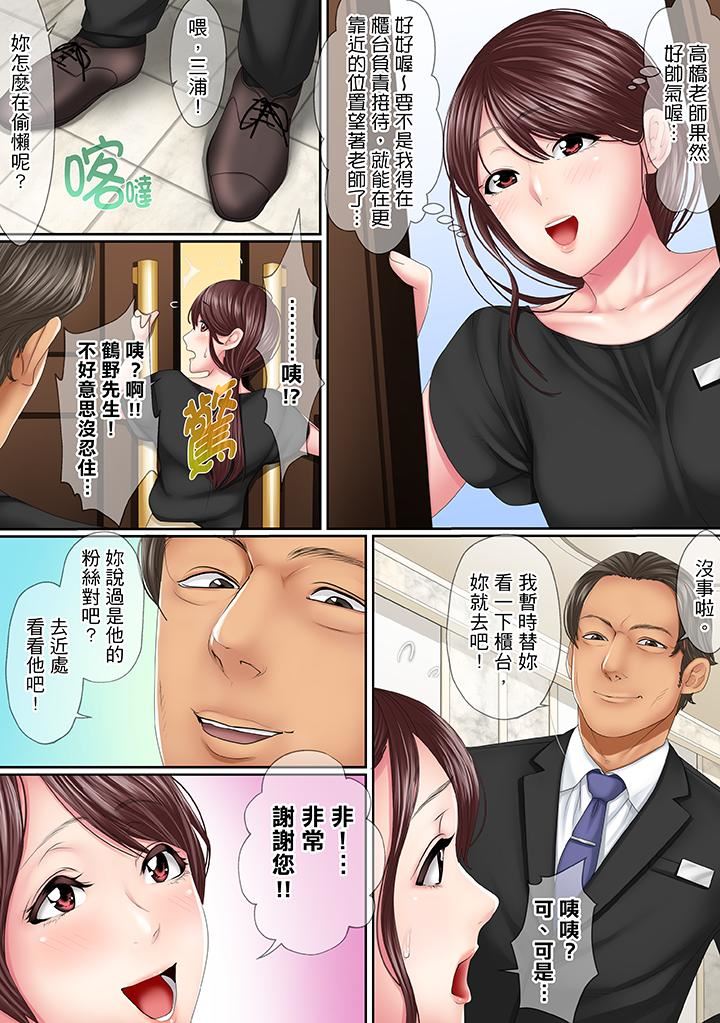 高橋老師果然
好帥氣喔…
好好喔～要不是我得在
櫃台負責接待，就能在更
靠近的位置望著老師了…
喂，三浦！
妳怎麼在偷懶呢？
喀噠
………咦!?
驚
咦？啊!!
鶴野先生！
不好意思沒忍住…
沒事啦。
我暫時替妳
看一下櫃台，
妳就去吧！
咦咦？
可、可是…
妳說過是他的
粉絲對吧？
去近處
看看他吧！
非！…
非常
謝謝您!!